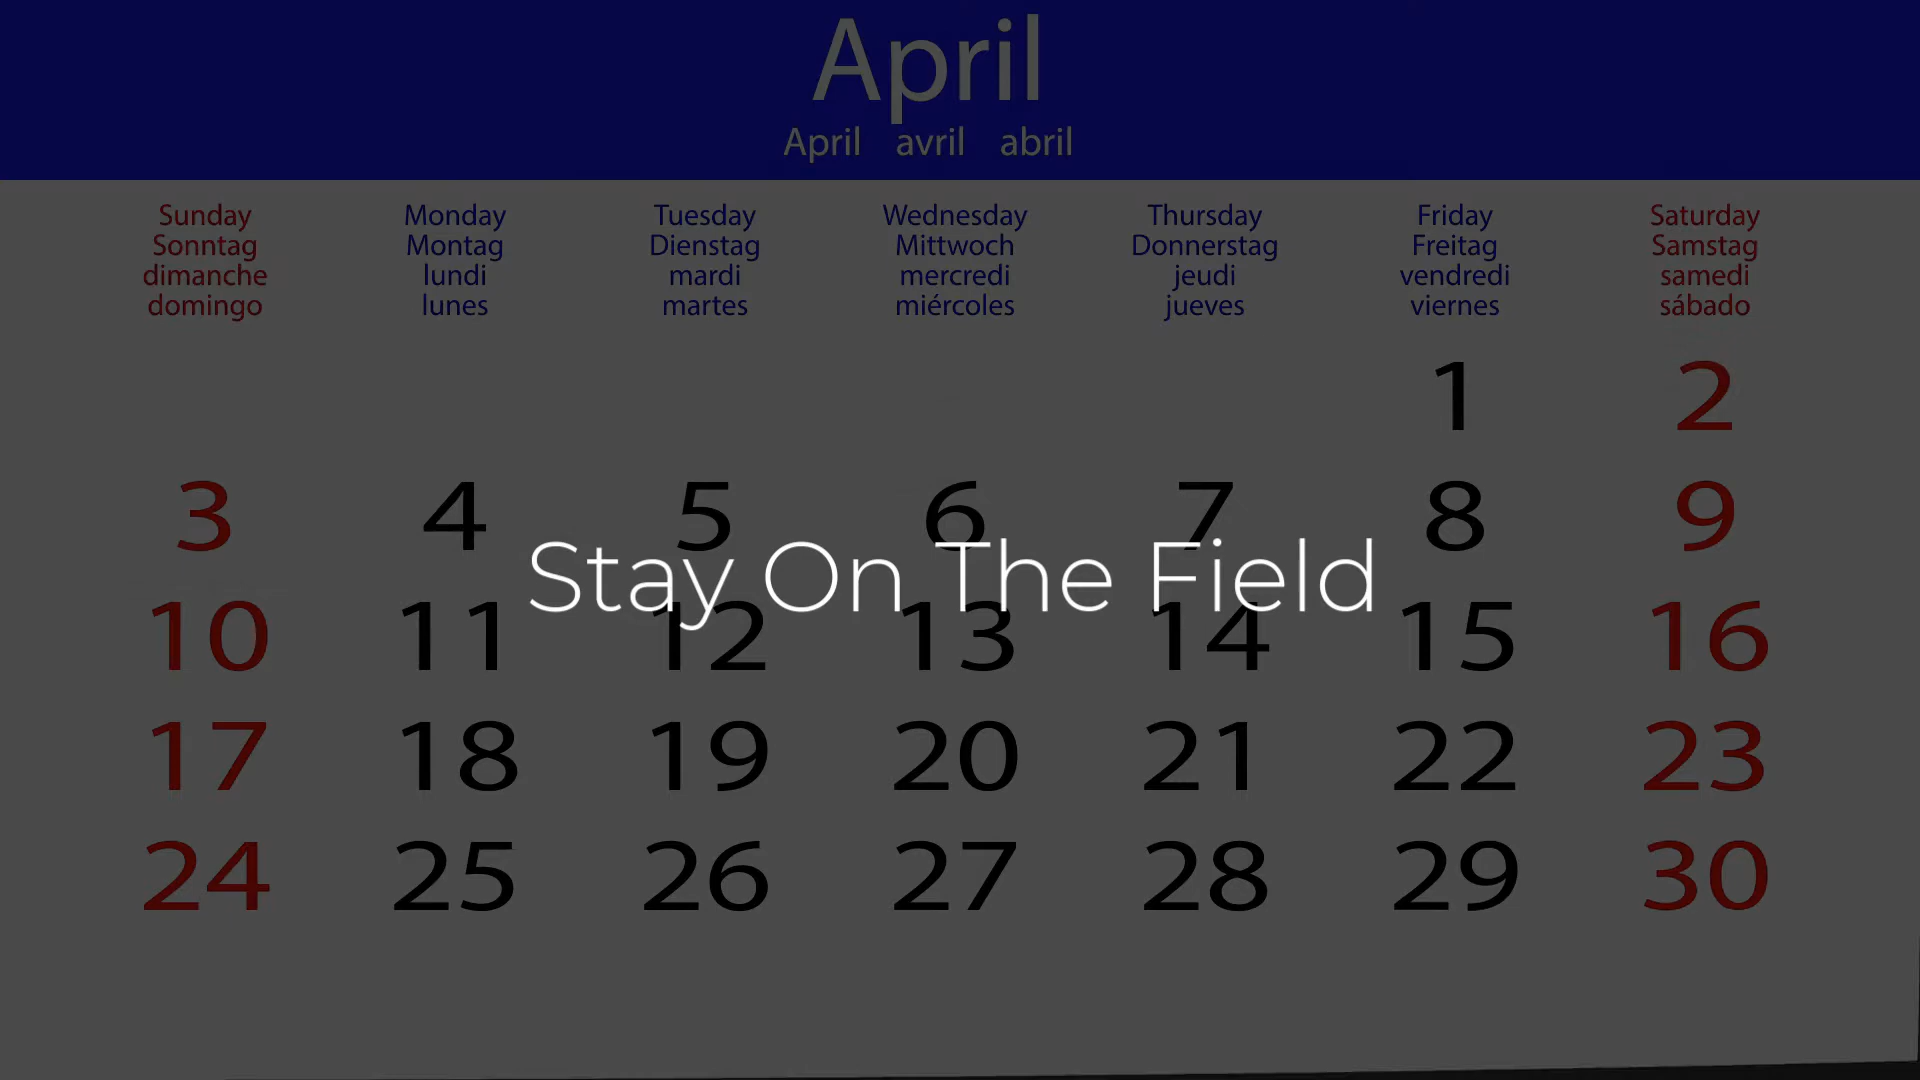 April
April avril abril
Sunday Monday Tuesday Wednesday Thursday Friday Saturday
Sonntag Montag Dienstag Mittwoch Donnerstag Freitag Samstag
dimanche lundi mardi mercredi jeudi vendredi samedi
domingo lunes martes miércoles jueves viernes sábado
1 2
3 4 5 6 7 8 9
Stay On The Field
10 11 12 13 14 15 16
17 18 19 20 21 22 23
24 25 26 27 28 29 30